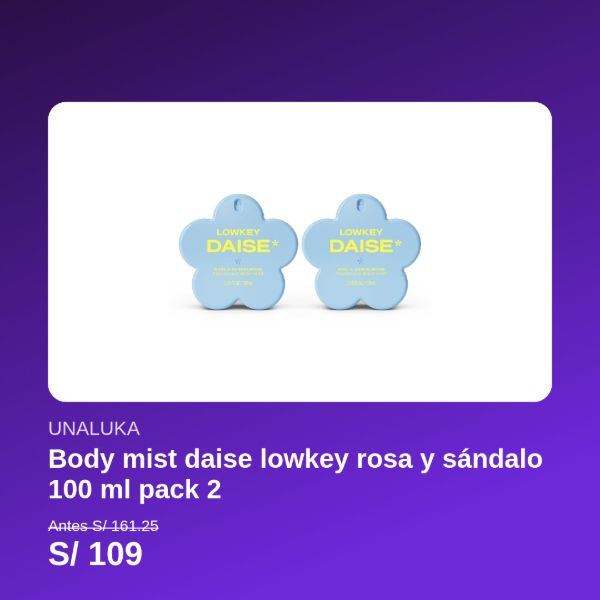 LOWKEY
DAISE*
LOWKEY
DAISE*
UNALUKA
Body mist daise lowkey rosa y sándalo
100 ml pack 2
Antes S/ 161.25
S/ 109